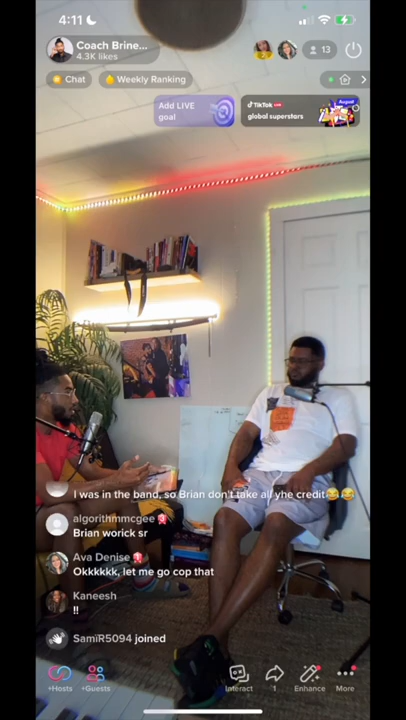 4:11
Coach Brine...
4.3K likes
13
Chat
Weekly Ranking
Add LIVE
goal
TikTok LIVE
global superstars
August
I was in the band, so Brian don't take all yhe credit😂😂
algorithmmcgee
Brian worick sr
Ava Denise
Okkkkkk, let me go cop that
Kaneesh
!!
SamiR5094 joined
+Hosts
+Guests
Interact
1
Enhance
More